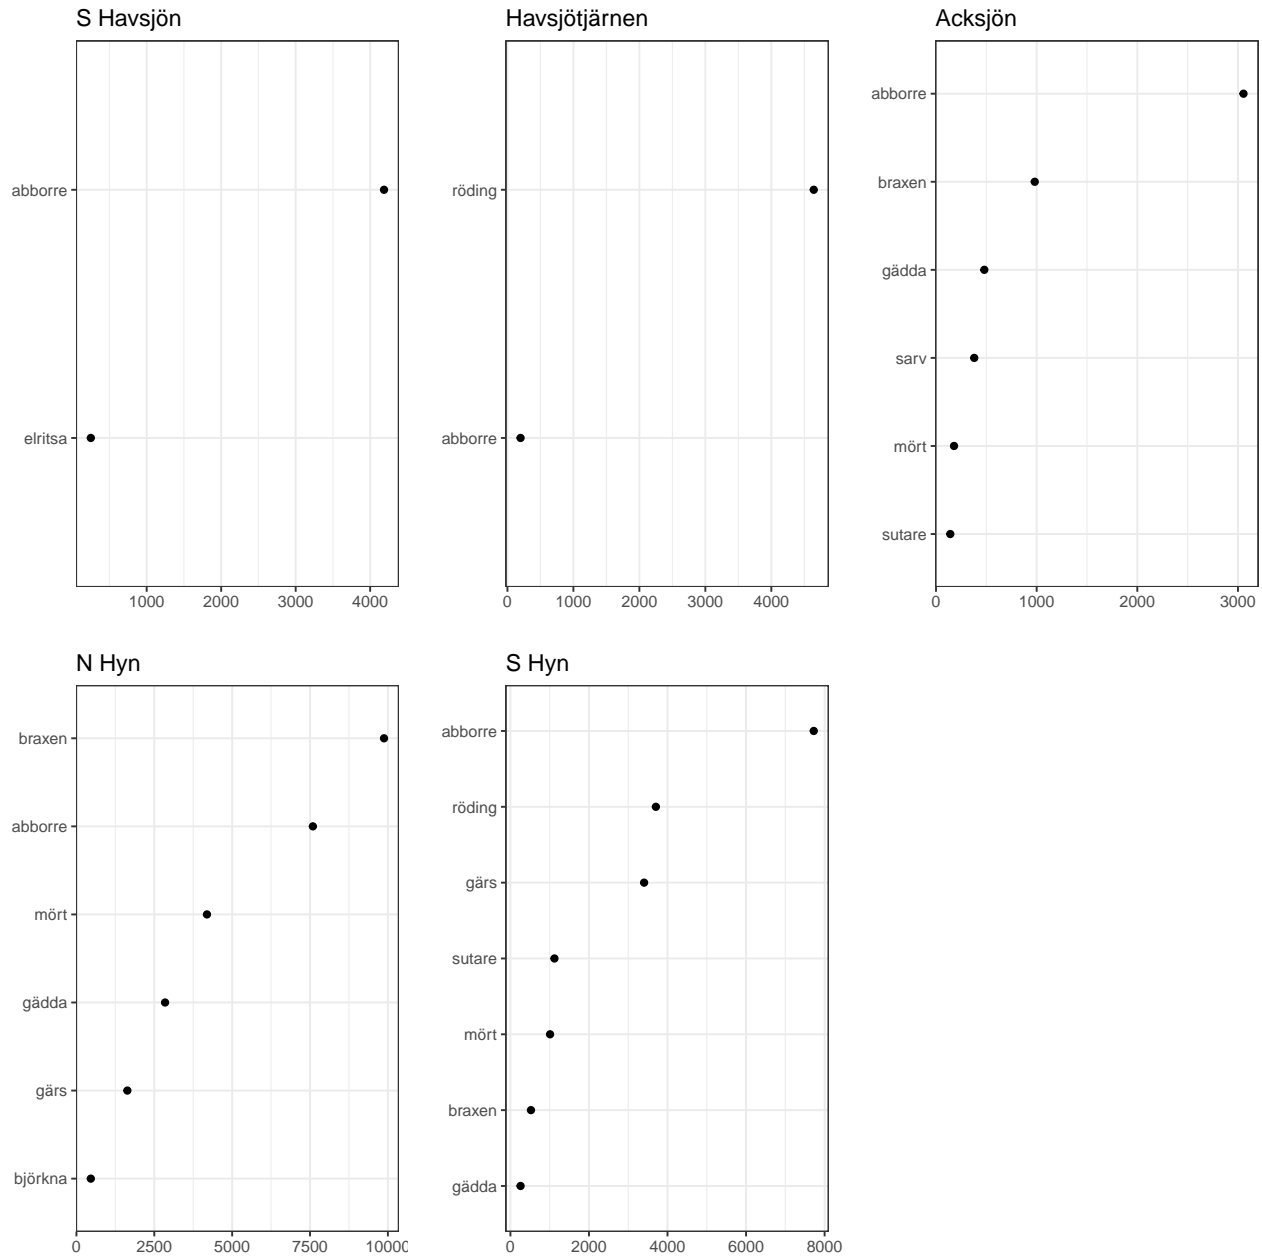 S Havsjön
abborre
elritsa
1000 2000 3000 4000
Havsjötjärnen
röding
abborre
0 1000 2000 3000 4000
Acksjön
abborre
braxen
gädda
sarv
mört
sutare
0 1000 2000 3000
N Hyn
braxen
abborre
mört
gädda
gärs
björkna
0 2500 5000 7500 10000
S Hyn
abborre
röding
gärs
sutare
mört
braxen
gädda
0 2000 4000 6000 8000